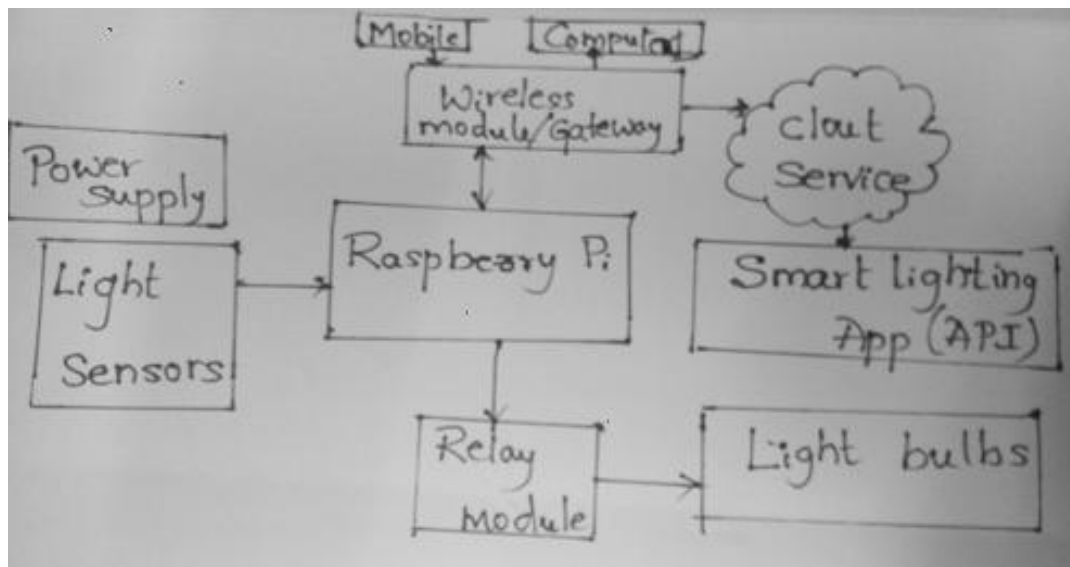 Mobile
Computer
Wireless
module/Gateway
clout
Service
Power
supply
Light
Sensors
Raspbeory Pi
Smart lighting
App (API)
Relay
Module
Light bulbs